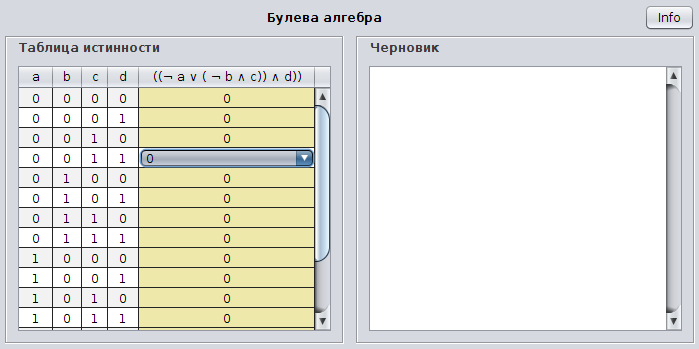 Булева алгебра
Info
Таблица истинности
a b c d ((¬ a ∨ ( ¬ b ∧ c)) ∧ d))
0 0 0 0 0
0 0 0 1 0
0 0 1 0 0
0 0 1 1 0
0 1 0 0 0
0 1 0 1 0
0 1 1 0 0
0 1 1 1 0
1 0 0 0 0
1 0 0 1 0
1 0 1 0 0
1 0 1 1 0
Черновик